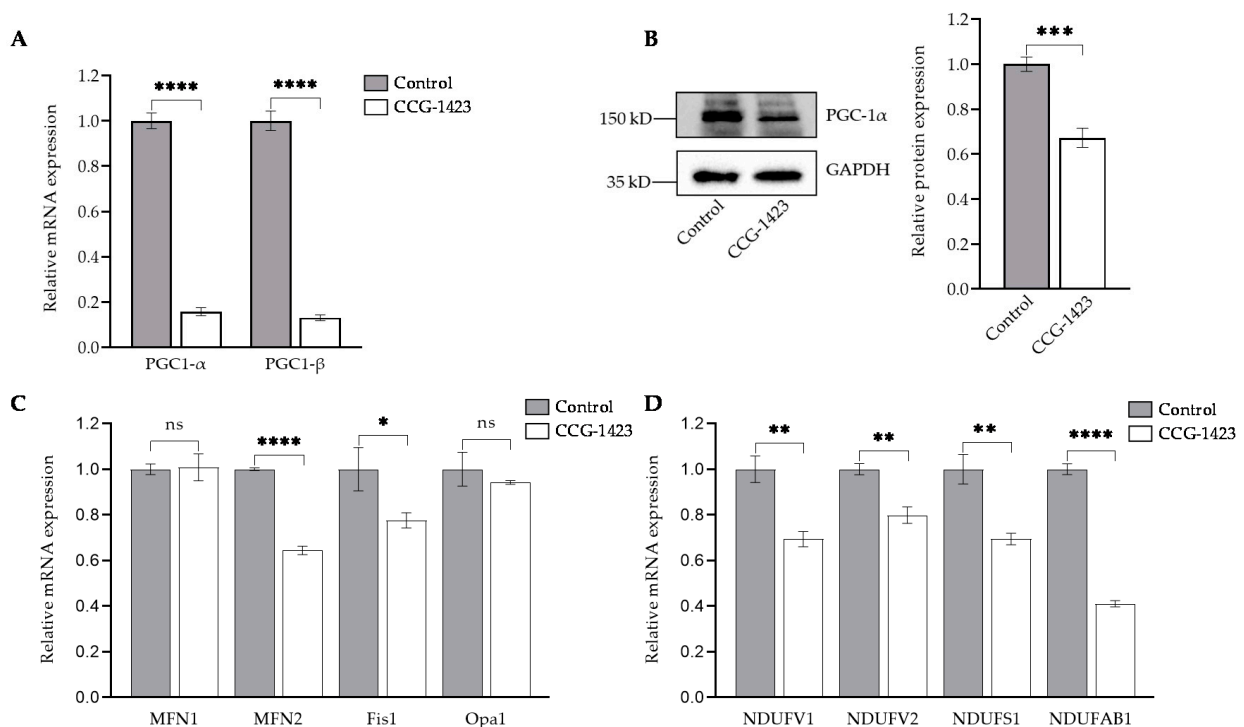 A
Relative mRNA expression
1.2
1.0
0.8
0.6
0.4
0.2
0.0
**** ****
Control
CCG-1423
PGC1-α PGC1-β
B
150 kD
35 kD
PGC-1α
GAPDH
Control
CCG-1423
Relative protein expression
1.2
1.0
0.8
0.6
0.4
0.2
0.0
***
Control
CCG-1423
C
Relative mRNA expression
1.2
1.0
0.8
0.6
0.4
0.2
0.0
ns **** * ns
Control
CCG-1423
MFN1 MFN2 Fis1 Opa1
D
Relative mRNA expression
1.2
1.0
0.8
0.6
0.4
0.2
0.0
** ** ** ****
Control
CCG-1423
NDUFV1 NDUFV2 NDUFS1 NDUFAB1